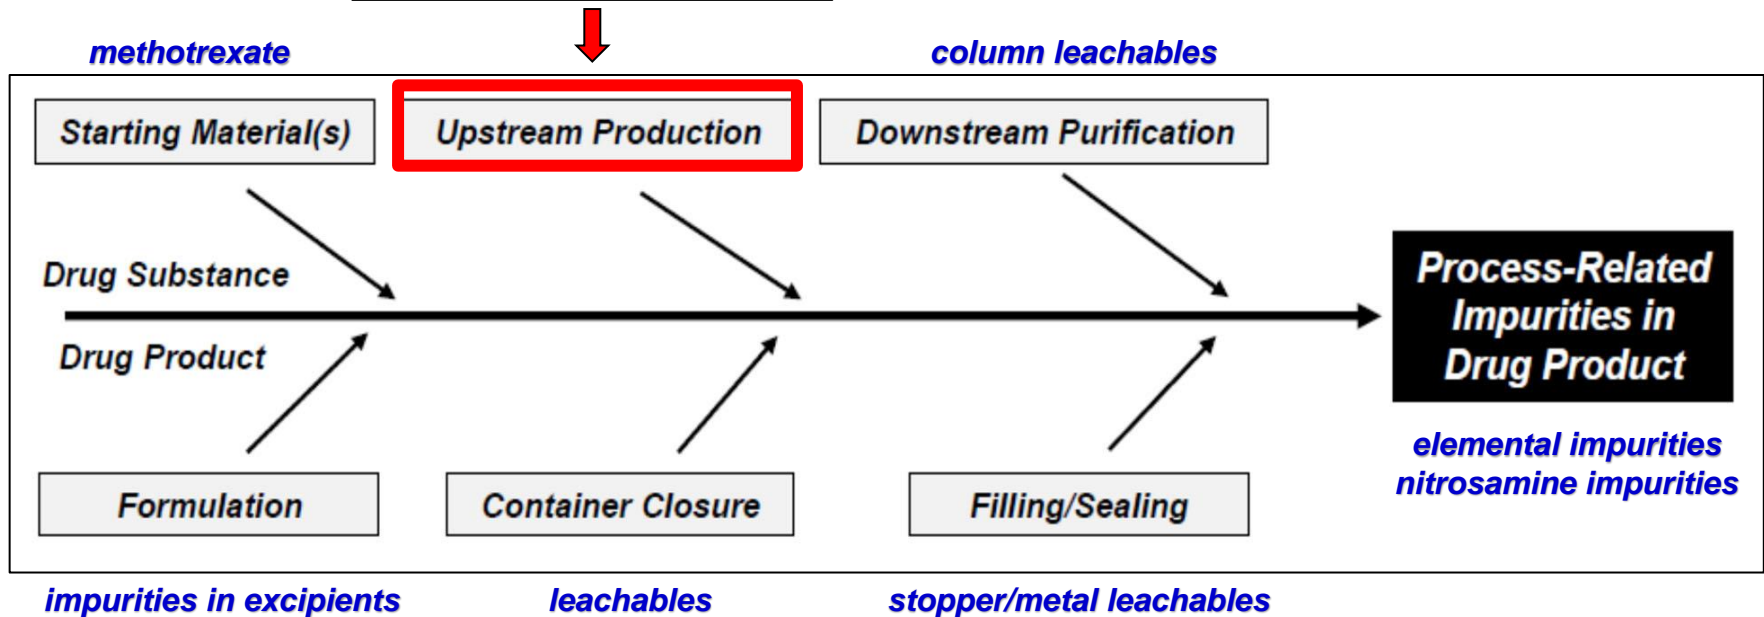 methotrexate
column leachables
Starting Material(s)
Upstream Production
Downstream Purification
Drug Substance
Drug Product
Process-Related
Impurities in
Drug Product
elemental impurities
nitrosamine impurities
Formulation
Container Closure
Filling/Sealing
impurities in excipients
leachables
stopper/metal leachables